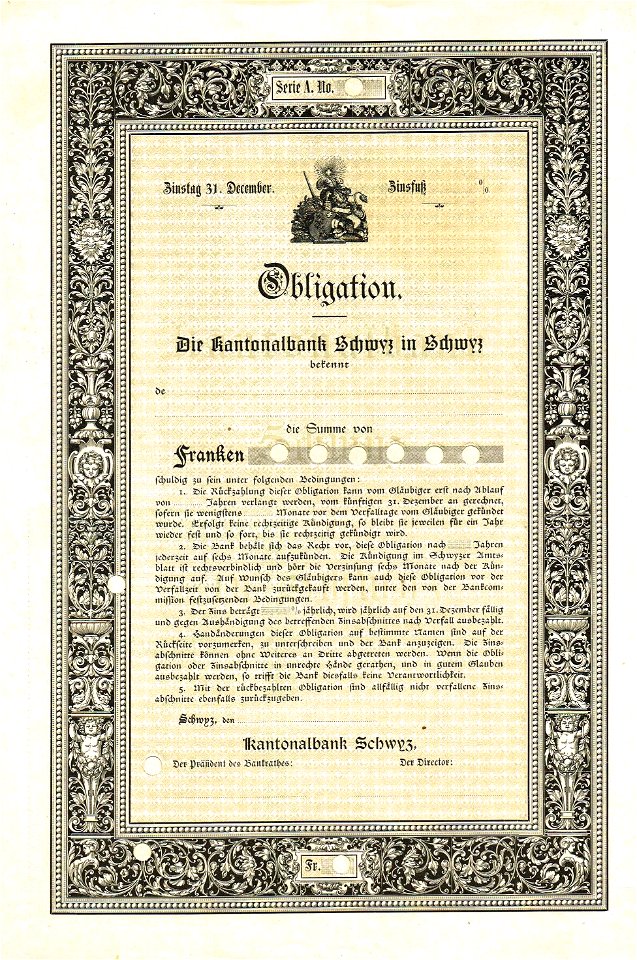 Serie A. No.
Zinstag 31. December. Zinsfuß %
Obligation.
Die Kantonalbank Schwyz in Schwyz
bekennt
de
die Summe von
Franken
schuldig zu sein unter folgenden Bedingungen:
1. Die Rückzahlung dieser Obligation kann vom Gläubiger erst nach Ablauf
von Jahren verlangt werden, vom künftigen 31. Dezember an gerechnet,
sofern sie wenigstens Monate vor dem Verfalltage vom Gläubiger gekündet
wurde. Erfolgt keine rechtzeitige Kündigung, so bleibt sie jeweilen für ein Jahr
wieder fest und so fort, bis sie rechtzeitig gekündigt wird.
2. Die Bank behält sich das Recht vor, diese Obligation nach Jahren
jederzeit auf sechs Monate aufzukünden. Die Kündigung im Schwyzer Amts-
blatt ist rechtsverbindlich und hört die Verzinsung sechs Monate nach der Kün-
digung auf. Auf Wunsch des Gläubigers kann auch diese Obligation vor der
Verfallzeit von der Bank zurückgekauft werden, unter den von der Bankcom-
mission festzusetzenden Bedingungen.
3. Der Zins beträgt % jährlich, wird jährlich auf den 31. Dezember fällig
und gegen Aushändigung des betreffenden Zinsabschnittes nach Verfall ausbezahlt.
4. Handänderungen dieser Obligation auf bestimmte Namen sind auf der
Rückseite vorzumerken, zu unterschreiben und der Bank anzuzeigen. Die Zins-
abschnitte können ohne Weiteres an Dritte abgetreten werden. Wenn die Obli-
gation oder Zinsabschnitte in unrechte Hände gerathen, und in gutem Glauben
ausbezahlt werden, so trifft die Bank diesfalls keine Verantwortlichkeit.
5. Mit der rückbezahlten Obligation sind allfällig nicht verfallene Zins-
abschnitte ebenfalls zurückzugeben.
Schwyz, den
Kantonalbank Schwyz,
Der Präsident des Bankrathes: Der Director:
Fr.